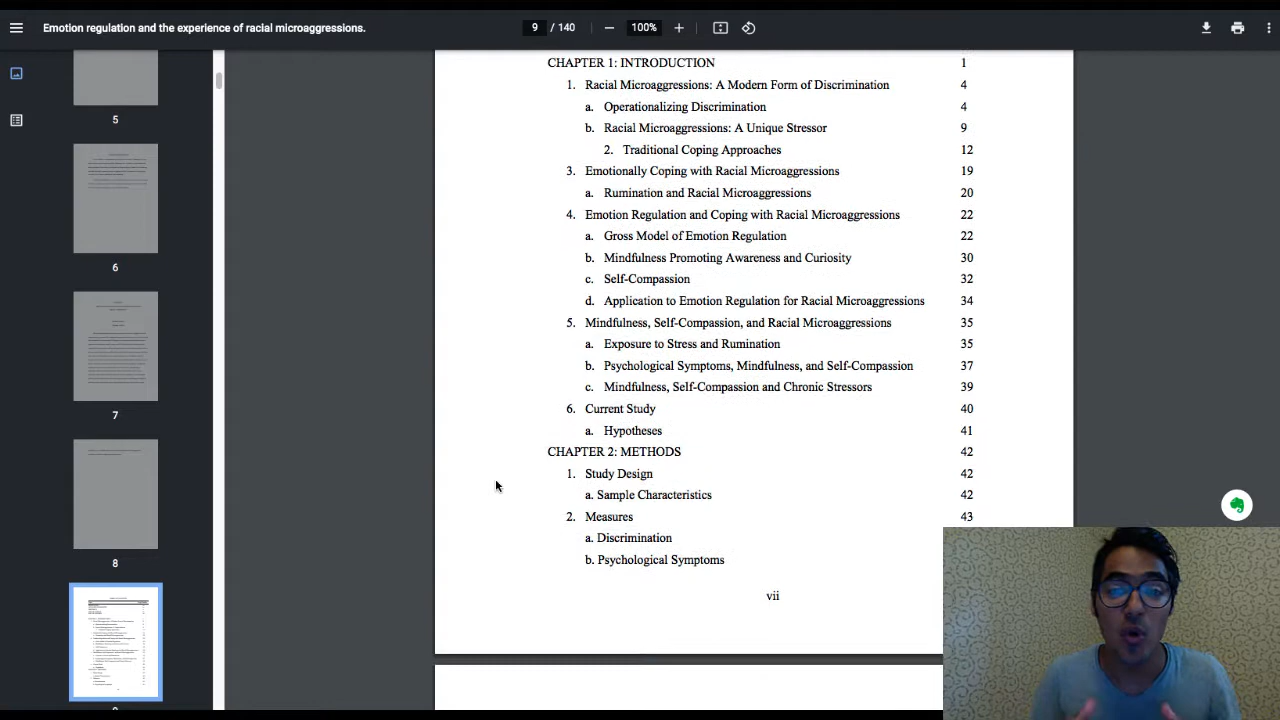 Emotion regulation and the experience of racial microaggressions.
9 / 140
100%
5
6
7
8
CHAPTER 1: INTRODUCTION 1
1. Racial Microaggressions: A Modern Form of Discrimination 4
a. Operationalizing Discrimination 4
b. Racial Microaggressions: A Unique Stressor 9
2. Traditional Coping Approaches 12
3. Emotionally Coping with Racial Microaggressions 19
a. Rumination and Racial Microaggressions 20
4. Emotion Regulation and Coping with Racial Microaggressions 22
a. Gross Model of Emotion Regulation 22
b. Mindfulness Promoting Awareness and Curiosity 30
c. Self-Compassion 32
d. Application to Emotion Regulation for Racial Microaggressions 34
5. Mindfulness, Self-Compassion, and Racial Microaggressions 35
a. Exposure to Stress and Rumination 35
b. Psychological Symptoms, Mindfulness, and Self-Compassion 37
c. Mindfulness, Self-Compassion and Chronic Stressors 39
6. Current Study 40
a. Hypotheses 41
CHAPTER 2: METHODS 42
1. Study Design 42
a. Sample Characteristics 42
2. Measures 43
a. Discrimination
b. Psychological Symptoms
vii